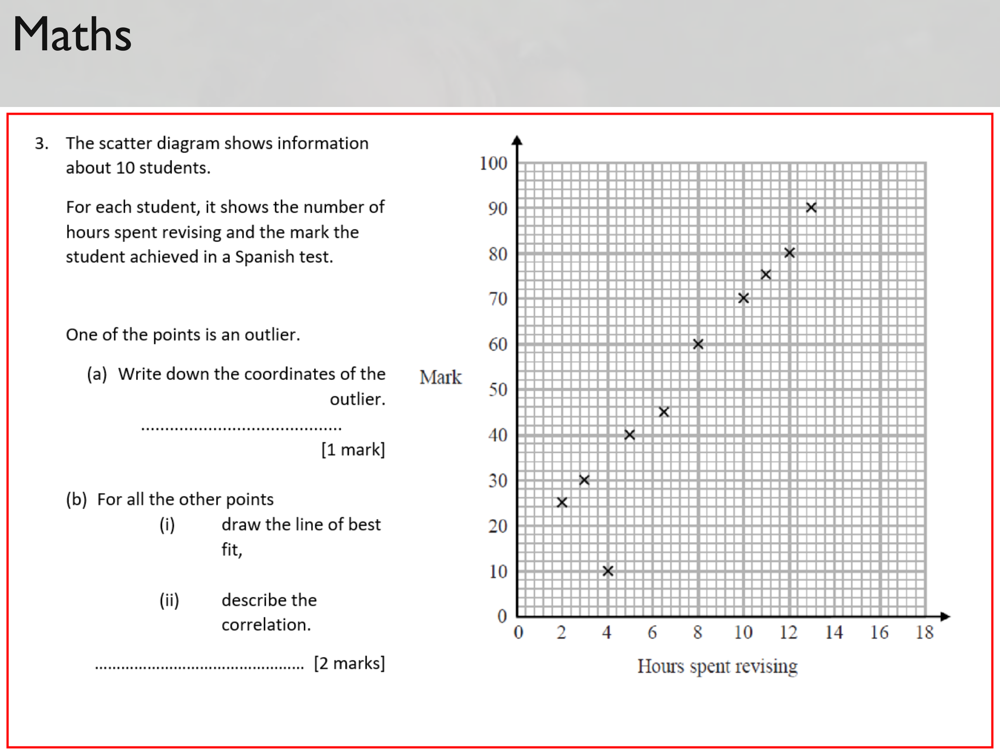 Maths
3. The scatter diagram shows information
about 10 students.
For each student, it shows the number of
hours spent revising and the mark the
student achieved in a Spanish test.
One of the points is an outlier.
(a) Write down the coordinates of the
outlier.
..........................................
[1 mark]
(b) For all the other points
(i) draw the line of best
fit,
(ii) describe the
correlation.
................................................ [2 marks]
Mark
100
90
80
70
60
50
40
30
20
10
0
0 2 4 6 8 10 12 14 16 18
Hours spent revising